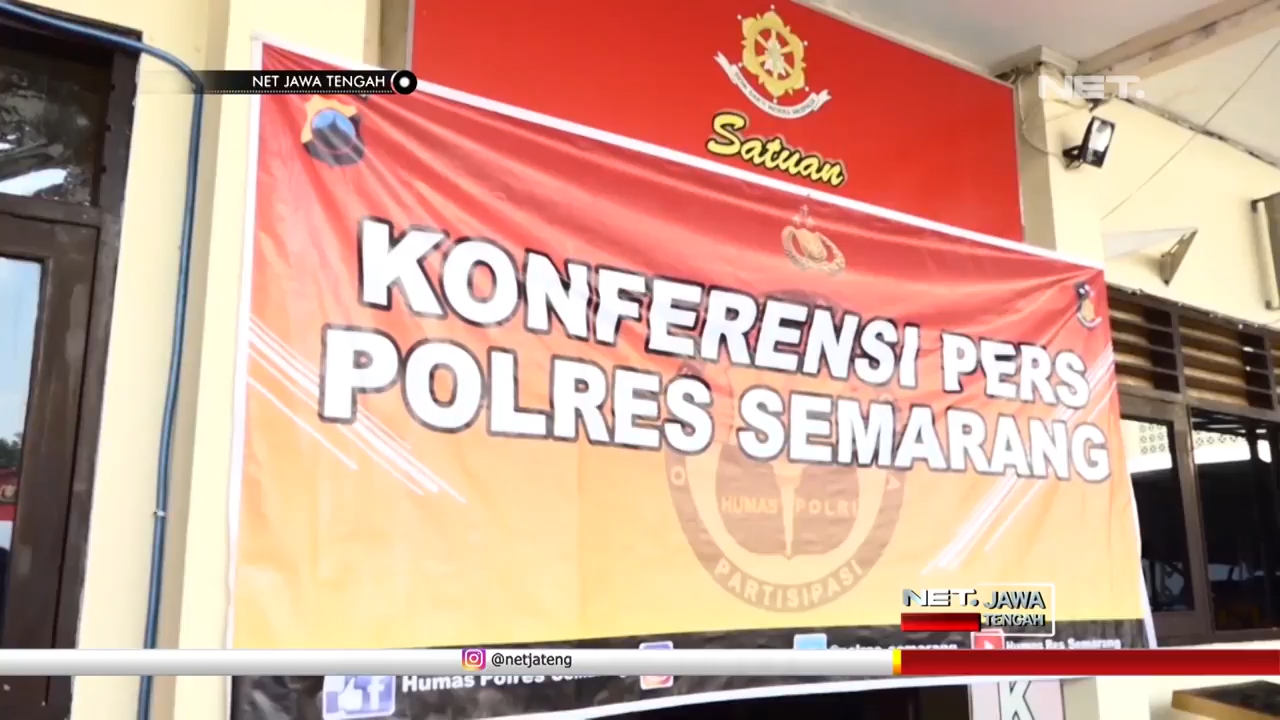 NET JAWA TENGAH
NET.
Satuan
KONFERENSI PERS
POLRES SEMARANG
HUMAS POLRI
PARTISIPASI
NET. JAWA
TENGAH
Humas Res Semarang
@netjateng
Humas Polres
K